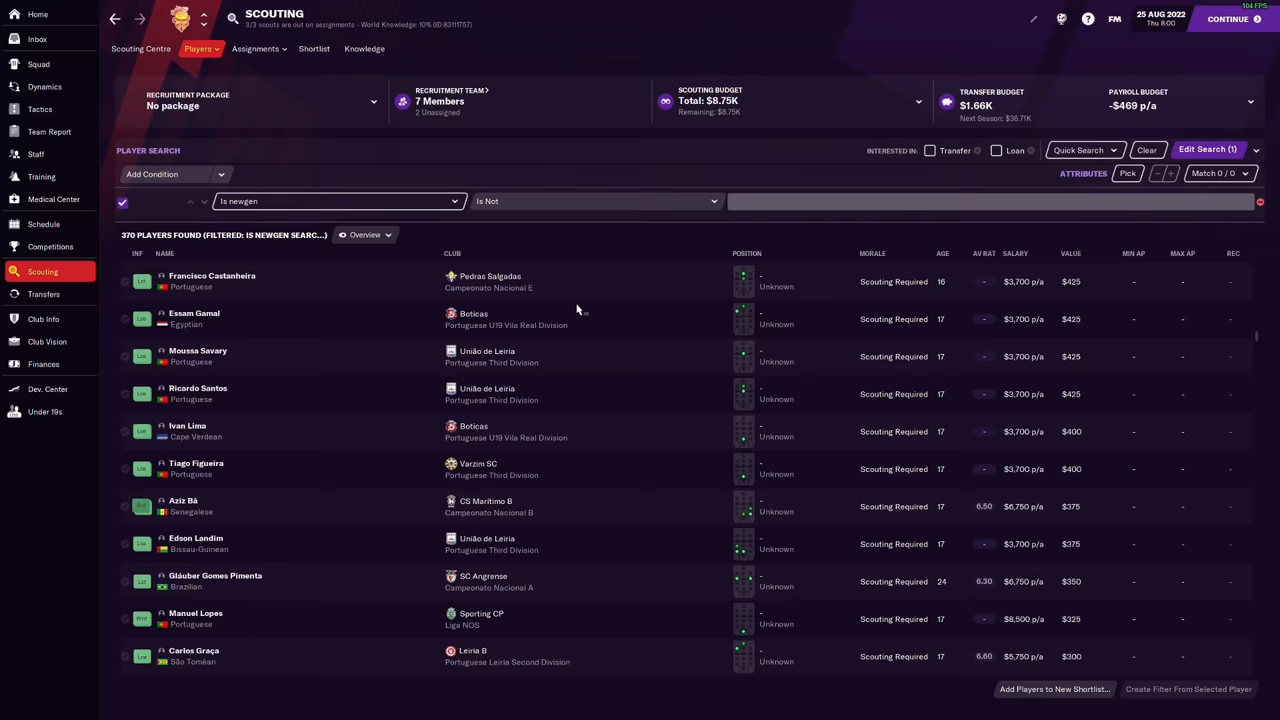 104 FPS
Home
SCOUTING
3/3 scouts are out on assignments - World Knowledge: 10% (ID:83111757)
FM
25 AUG 2022
Thu 8:00
CONTINUE
Inbox
Squad
Dynamics
Tactics
Team Report
Staff
Training
Medical Center
Schedule
Competitions
Scouting
Transfers
Club Info
Club Vision
Finances
Dev. Center
Under 19s
Scouting Centre
Players
Assignments
Shortlist
Knowledge
RECRUITMENT PACKAGE
No package
RECRUITMENT TEAM
7 Members
2 Unassigned
SCOUTING BUDGET
Total: $8.75K
Remaining: $8.75K
TRANSFER BUDGET
$1.66K
Next Season: $36.71K
PAYROLL BUDGET
-$469 p/a
PLAYER SEARCH
INTERESTED IN: Transfer Loan Quick Search Clear Edit Search (1)
Add Condition
ATTRIBUTES Pick - / + Match 0 / 0
Is newgen Is Not
370 PLAYERS FOUND (FILTERED: IS NEWGEN SEARC...) Overview
INF NAME CLUB POSITION MORALE AGE AV RAT SALARY VALUE MIN AP MAX AP REC
Francisco Castanheira Pedras Salgadas - Scouting Required 16 - $3,700 p/a $425 - - -
Portuguese Campeonato Nacional E Unknown
Essam Gamal Boticas - Scouting Required 17 - $3,700 p/a $425 - - -
Egyptian Portuguese U19 Vila Real Division Unknown
Moussa Savary União de Leiria - Scouting Required 17 - $3,700 p/a $425 - - -
Portuguese Portuguese Third Division Unknown
Ricardo Santos União de Leiria - Scouting Required 17 - $3,700 p/a $425 - - -
Portuguese Portuguese Third Division Unknown
Ivan Lima Boticas - Scouting Required 17 - $3,700 p/a $400 - - -
Cape Verdean Portuguese U19 Vila Real Division Unknown
Tiago Figueira Varzim SC - Scouting Required 17 - $3,700 p/a $400 - - -
Portuguese Portuguese Third Division Unknown
Aziz Bâ CS Marítimo B - Scouting Required 17 6.50 $6,750 p/a $375 - - -
Senegalese Campeonato Nacional B Unknown
Edson Landim União de Leiria - Scouting Required 17 - $3,700 p/a $375 - - -
Bissau-Guinean Portuguese Third Division Unknown
Gláuber Gomes Pimenta SC Angrense - Scouting Required 24 6.30 $6,750 p/a $350 - - -
Brazilian Campeonato Nacional A Unknown
Wnt Manuel Lopes Sporting CP - Scouting Required 17 - $8,500 p/a $325 - - -
Portuguese Liga NOS Unknown
Carlos Graça Leiria B - Scouting Required 17 6.60 $5,750 p/a $300 - - -
São Toméan Portuguese Leiria Second Division Unknown
Add Players to New Shortlist... Create Filter From Selected Player